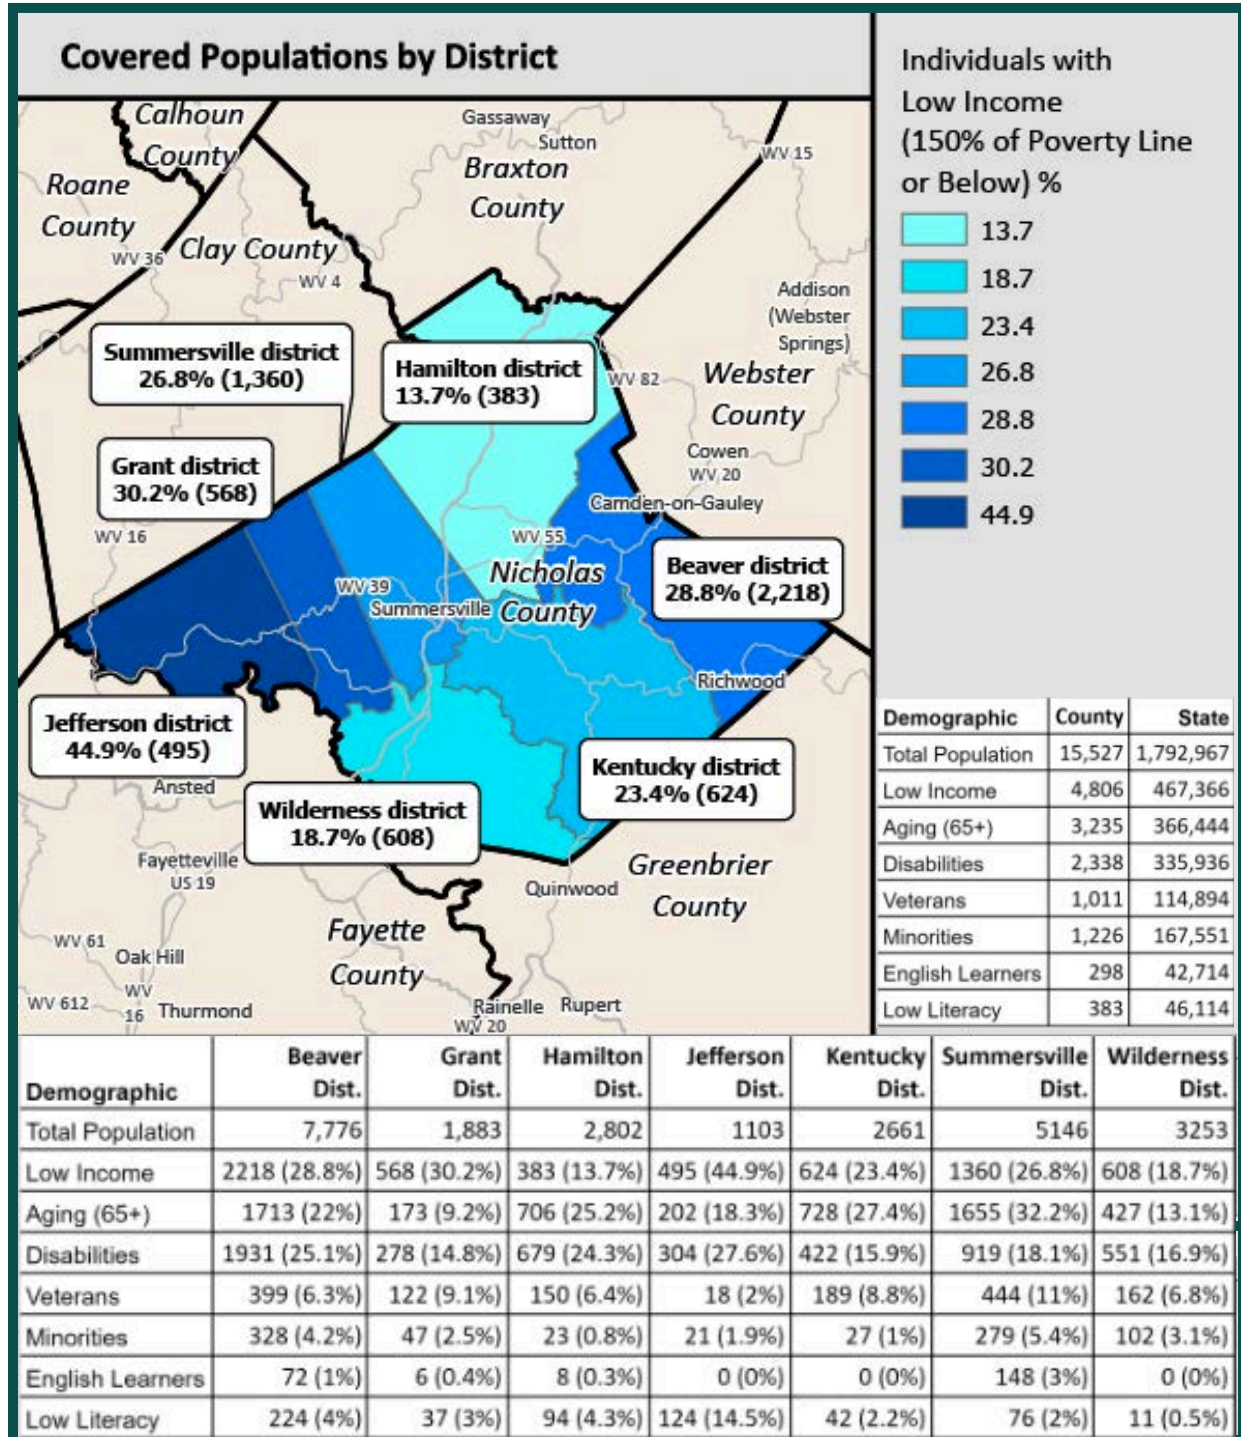 Covered Populations by District
Individuals with
Low Income
(150% of Poverty Line
or Below) %
13.7
18.7
23.4
26.8
28.8
30.2
44.9
Calhoun
County
Roane
County
WV 36
Clay County
WV 4
Gassaway
Sutton
Braxton
County
WV 15
Addison
(Webster
Springs)
Summersville district
26.8% (1,360)
Hamilton district
13.7% (383)
WV 82
Webster
County
Grant district
30.2% (568)
Cowen
WV 20
Camden-on-Gauley
WV 16
WV 55
Nicholas
County
Beaver district
28.8% (2,218)
WV 39
Summersville
Richwood
Jefferson district
44.9% (495)
Ansted
Kentucky district
23.4% (624)
Wilderness district
18.7% (608)
Fayetteville
US 19
Quinwood
Greenbrier
County
Fayette
County
WV 61
Oak Hill
WV 612
WV
16
Thurmond
Rainelle
Rupert
WV 20
Demographic County State
Total Population 15,527 1,792,967
Low Income 4,806 467,366
Aging (65+) 3,235 366,444
Disabilities 2,338 335,936
Veterans 1,011 114,894
Minorities 1,226 167,551
English Learners 298 42,714
Low Literacy 383 46,114
Demographic Beaver Dist. Grant Dist. Hamilton Dist. Jefferson Dist. Kentucky Dist. Summersville Dist. Wilderness Dist.
Total Population 7,776 1,883 2,802 1103 2661 5146 3253
Low Income 2218 (28.8%) 568 (30.2%) 383 (13.7%) 495 (44.9%) 624 (23.4%) 1360 (26.8%) 608 (18.7%)
Aging (65+) 1713 (22%) 173 (9.2%) 706 (25.2%) 202 (18.3%) 728 (27.4%) 1655 (32.2%) 427 (13.1%)
Disabilities 1931 (25.1%) 278 (14.8%) 679 (24.3%) 304 (27.6%) 422 (15.9%) 919 (18.1%) 551 (16.9%)
Veterans 399 (6.3%) 122 (9.1%) 150 (6.4%) 18 (2%) 189 (8.8%) 444 (11%) 162 (6.8%)
Minorities 328 (4.2%) 47 (2.5%) 23 (0.8%) 21 (1.9%) 27 (1%) 279 (5.4%) 102 (3.1%)
English Learners 72 (1%) 6 (0.4%) 8 (0.3%) 0 (0%) 0 (0%) 148 (3%) 0 (0%)
Low Literacy 224 (4%) 37 (3%) 94 (4.3%) 124 (14.5%) 42 (2.2%) 76 (2%) 11 (0.5%)